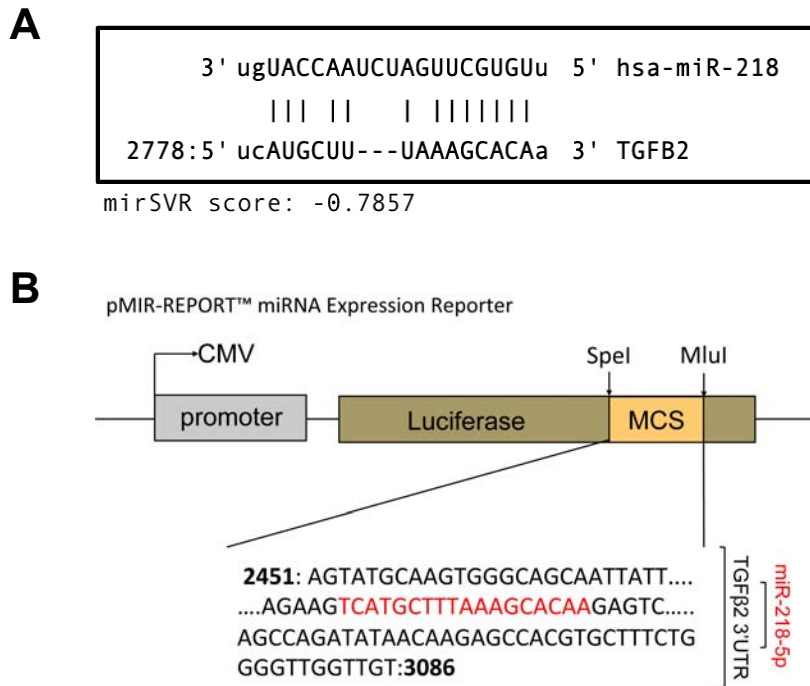 A
3' ugUACCAAUCUAGUUCGUGUu 5' hsa-miR-218
||| || | |||||||
2778:5' ucAUGCUU---UAAAGCACAa 3' TGFB2
mirSVR score: -0.7857
B
pMIR-REPORT™ miRNA Expression Reporter
CMV
SpeI
MluI
promoter
Luciferase
MCS
2451: AGTATGCAAGTGGGCAGCAATTATT....
....AGAAGTCATGCTTTAAAGCACAAGAGTC.....
AGCCAGATATAACAAGAGCCACGTGCTTTCTG
GGGTTGGTTGT:3086
TGFβ2 3'UTR
miR-218-5p